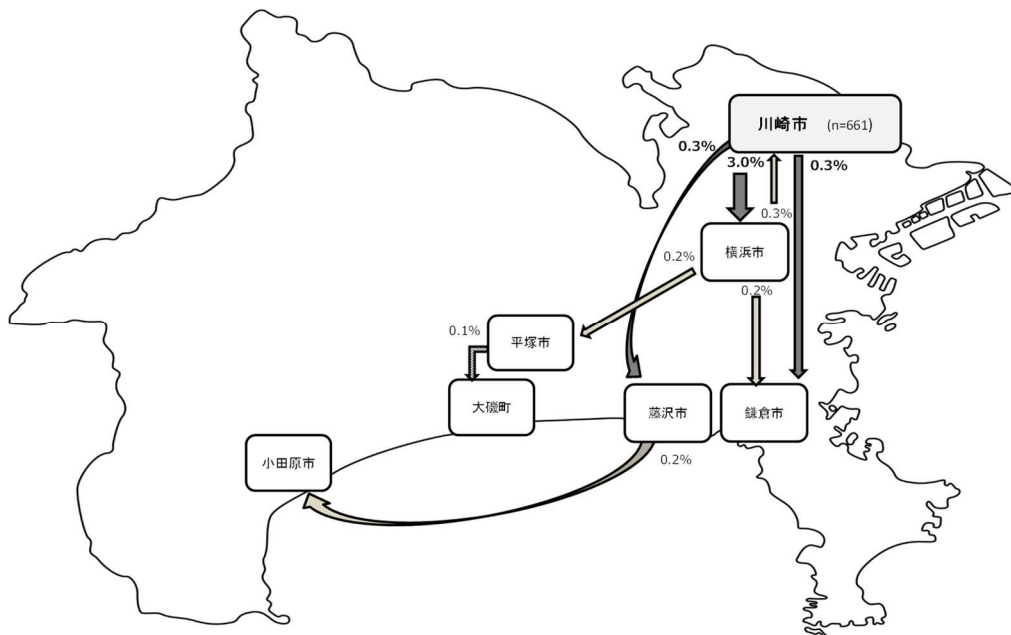 川崎市 (n=661)
0.3%
3.0%
0.3%
0.3%
横浜市
0.2%
0.2%
0.1%
平塚市
大磯町
藤沢市
鎌倉市
小田原市
0.2%